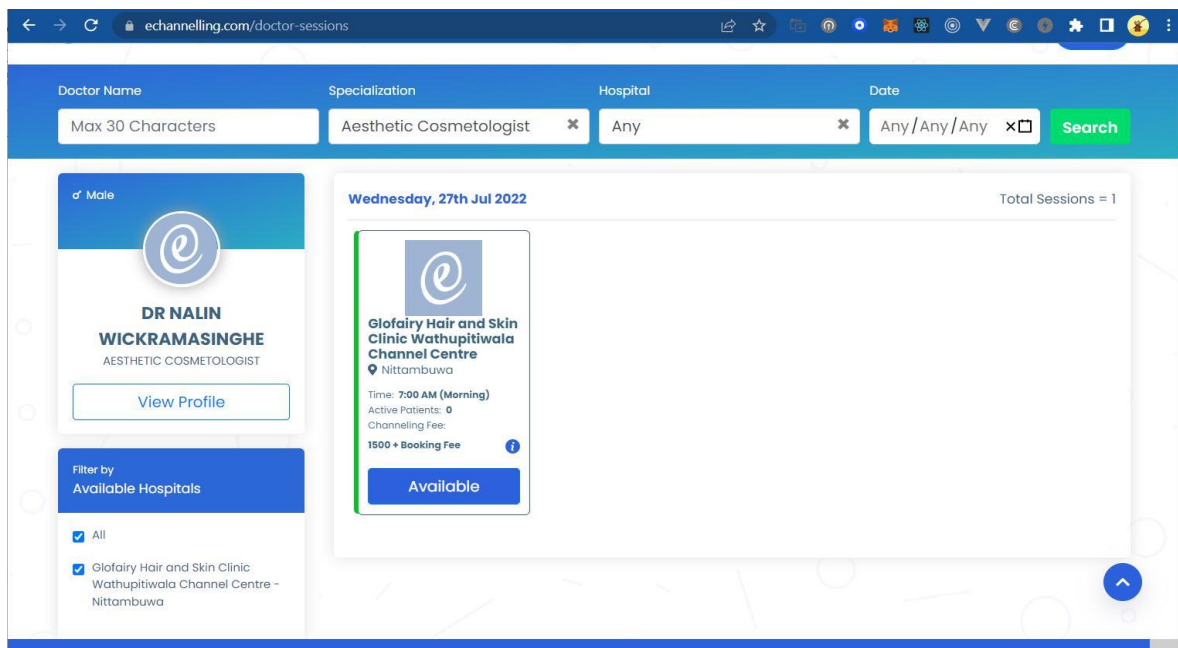 echannelling.com/doctor-sessions
Doctor Name
Specialization
Hospital
Date
Max 30 Characters
Aesthetic Cosmetologist
Any
Any/Any/Any
Search
Male
DR NALIN
WICKRAMASINGHE
AESTHETIC COSMETOLOGIST
View Profile
Filter by
Available Hospitals
All
Glofairy Hair and Skin Clinic
Wathupitiwala Channel Centre -
Nittambuwa
Wednesday, 27th Jul 2022
Total Sessions = 1
Glofairy Hair and Skin
Clinic Wathupitiwala
Channel Centre
Nittambuwa
Time: 7:00 AM (Morning)
Active Patients: 0
Channeling Fee:
1500 + Booking Fee
Available